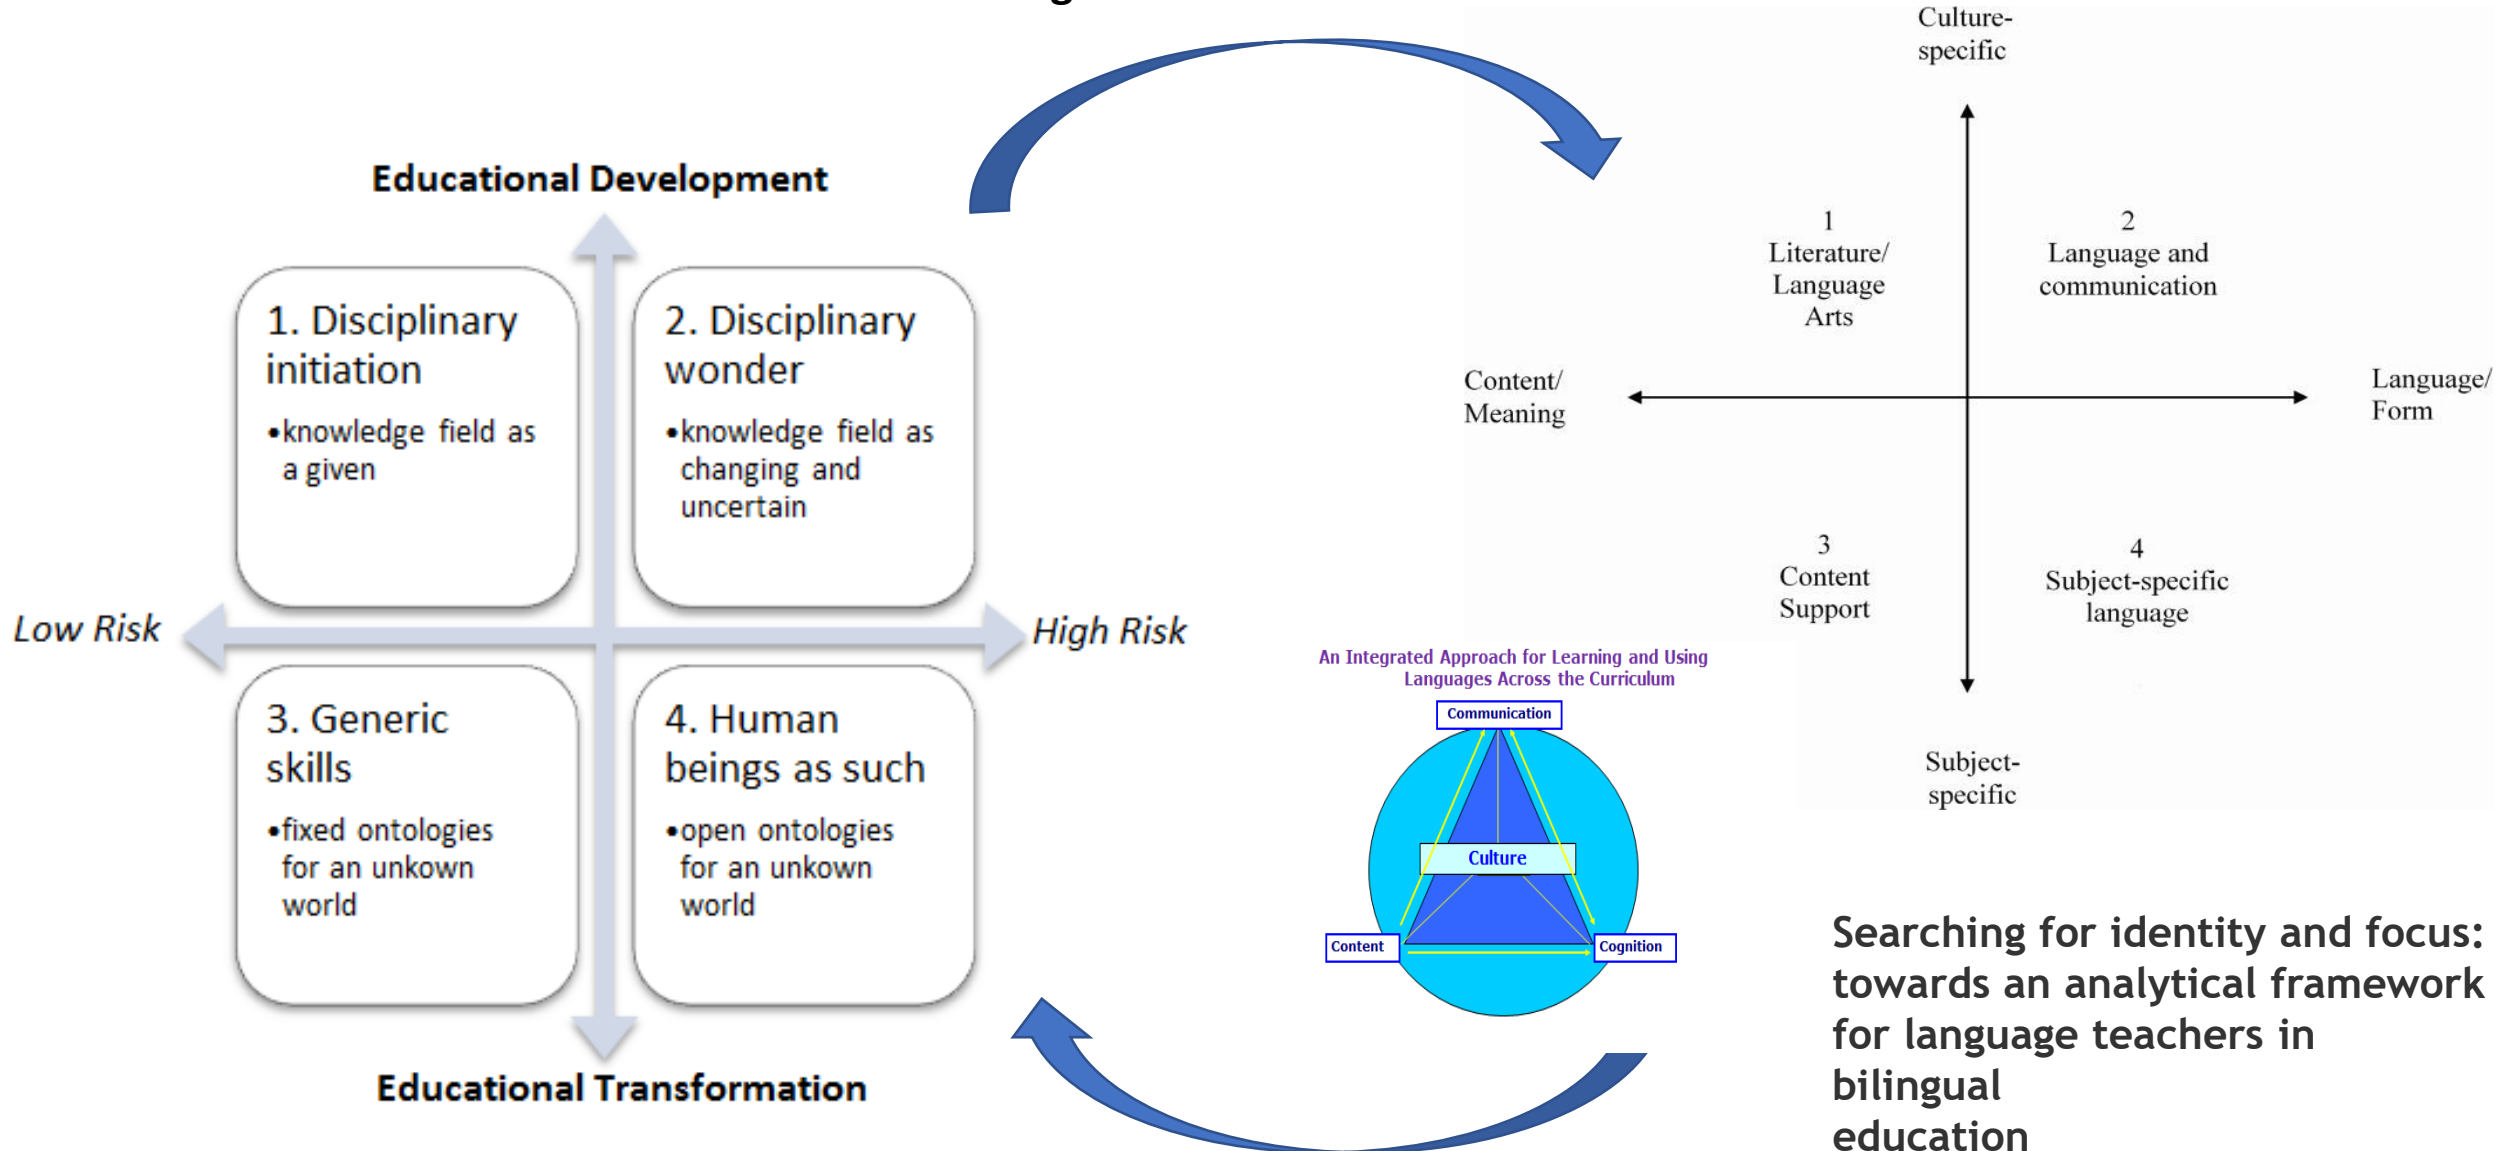 Educational Development
1. Disciplinary
initiation
•knowledge field as
a given
2. Disciplinary
wonder
•knowledge field as
changing and
uncertain
Low Risk
High Risk
3. Generic
skills
•fixed ontologies
for an unkown
world
4. Human
beings as such
•open ontologies
for an unkown
world
Educational Transformation
Culture-
specific
1
Literature/
Language
Arts
2
Language and
communication
Content/
Meaning
Language/
Form
3
Content
Support
4
Subject-specific
language
Subject-
specific
An Integrated Approach for Learning and Using
Languages Across the Curriculum
Communication
Culture
Content
Cognition
Searching for identity and focus:
towards an analytical framework
for language teachers in
bilingual
education